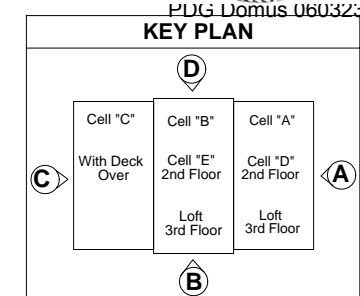 PDG Domus 060323
KEY PLAN
D
Cell "C"
Cell "B"
Cell "A"
With Deck
Over
Cell "E"
2nd Floor
Cell "D"
2nd Floor
C
A
Loft
3rd Floor
Loft
3rd Floor
B